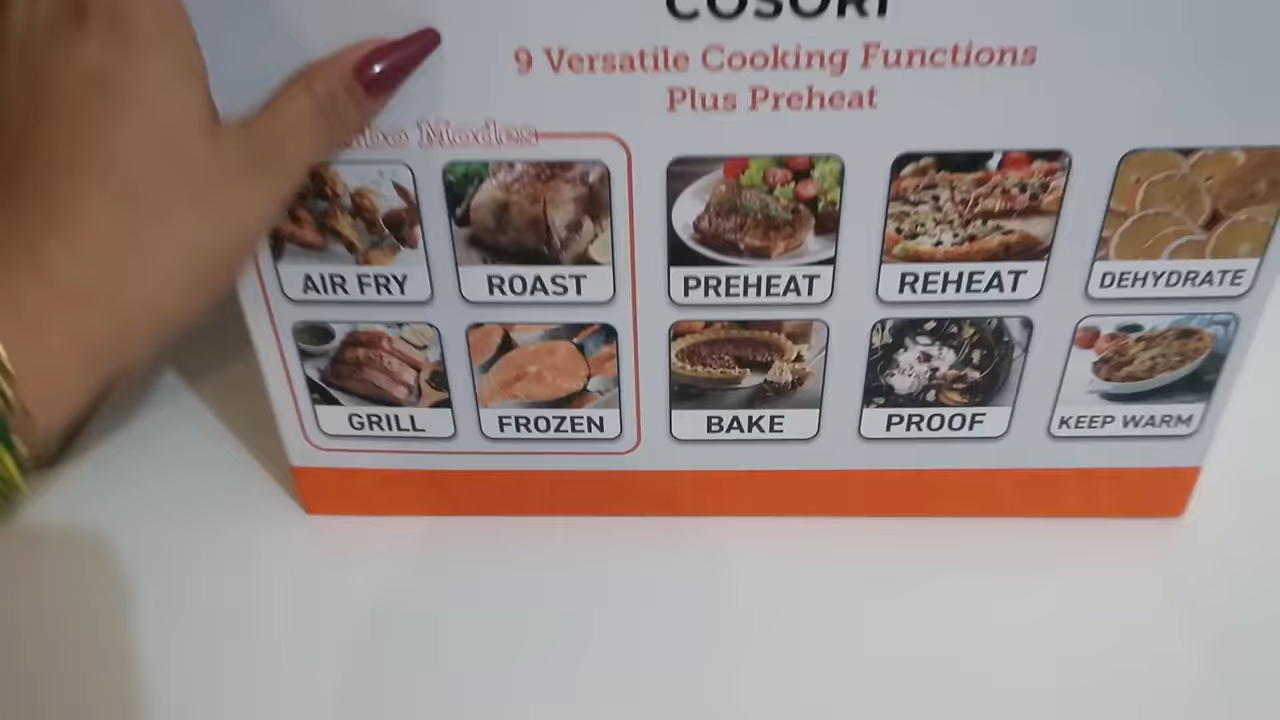 COSORI
9 Versatile Cooking Functions
Plus Preheat
Modes
AIR FRY
ROAST
PREHEAT
REHEAT
DEHYDRATE
GRILL
FROZEN
BAKE
PROOF
KEEP WARM